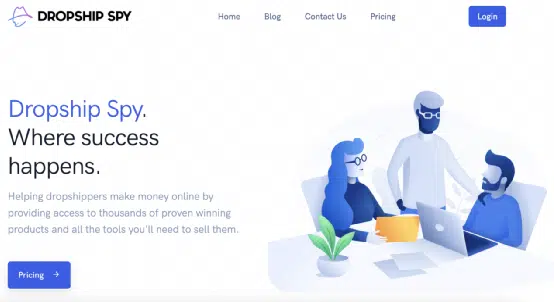 DROPSHIP SPY
Home
Blog
Contact Us
Pricing
Login
Dropship Spy.
Where success
happens.
Helping dropshippers make money online by
providing access to thousands of proven winning
products and all the tools you'll need to sell them.
Pricing →